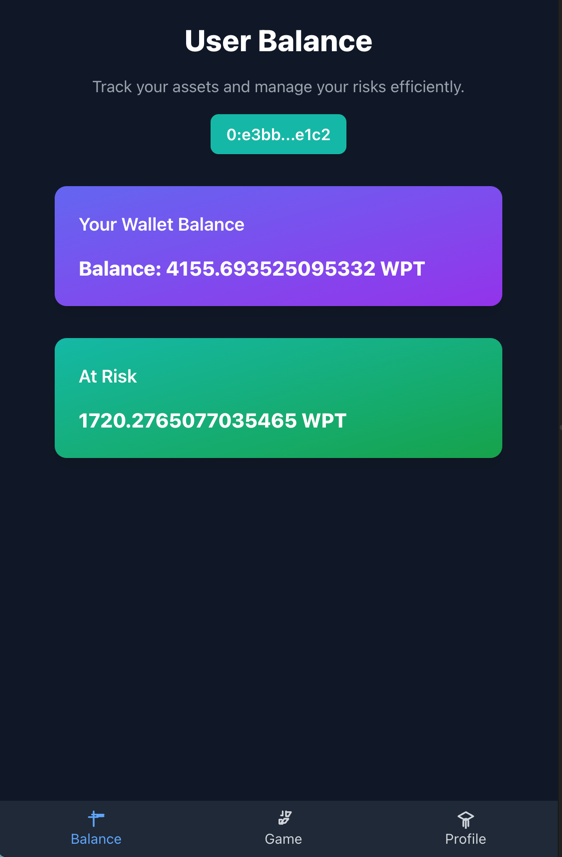 User Balance
Track your assets and manage your risks efficiently.
0:e3bb...e1c2
Your Wallet Balance
Balance: 4155.693525095332 WPT
At Risk
1720.2765077035465 WPT
Balance
Game
Profile